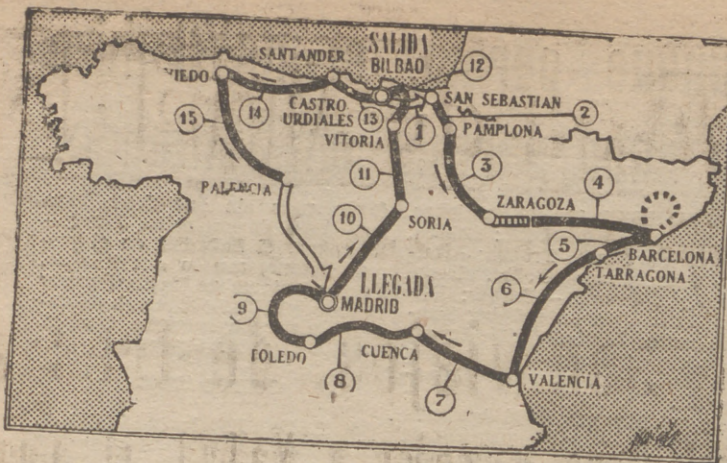 SALIDA
BILBAO
SANTANDER
VIEDO
12
SAN SEBASTIAN
CASTRO
URDIALES
14
13
1
2
VITORIA
PAMPLONA
15
11
3
PALENCIA
ZARAGOZA
4
SORIA
10
5
BARCELONA
TARRAGONA
6
LLEGADA
MADRID
9
TOLEDO
8
CUENCA
7
VALENCIA